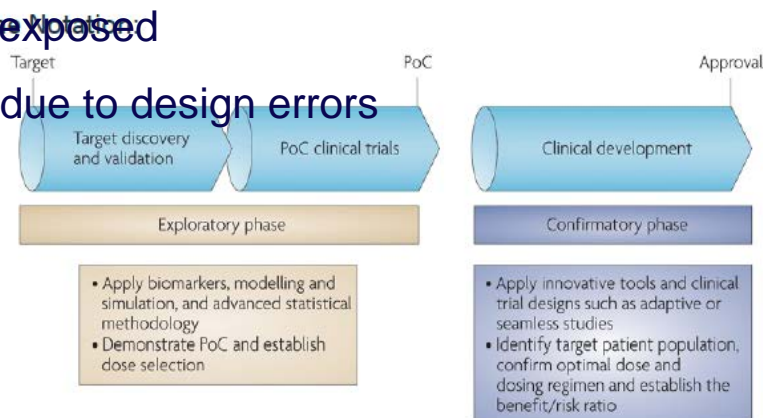 exposed
Target
PoC
Approval
due to design errors
Target discovery
and validation
PoC clinical trials
Clinical development
Exploratory phase
Confirmatory phase
• Apply biomarkers, modelling and
simulation, and advanced statistical
methodology
• Demonstrate PoC and establish
dose selection
• Apply innovative tools and clinical
trial designs such as adaptive or
seamless studies
• Identify target patient population,
confirm optimal dose and
dosing regimen and establish the
benefit/risk ratio